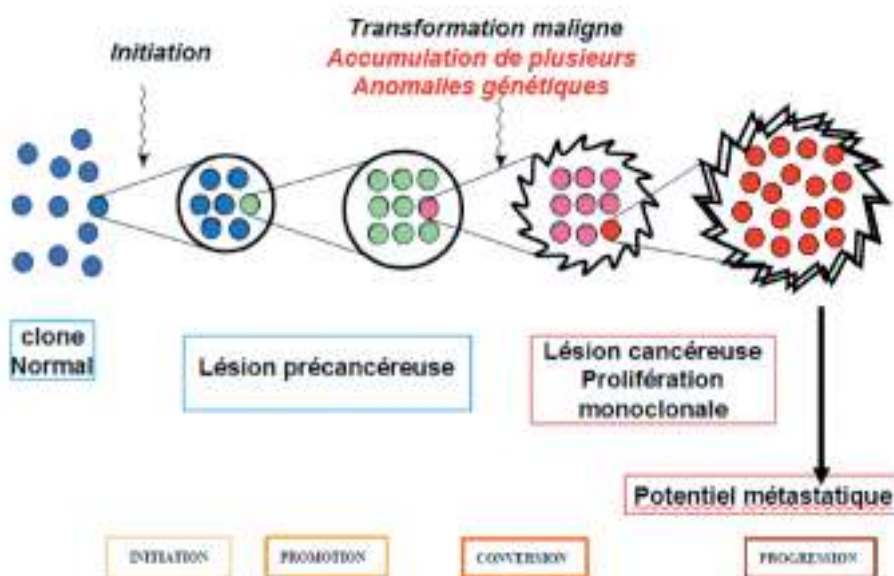 Initiation
Transformation maligne
Accumulation de plusieurs
Anomalies génétiques
clone
Normal
Lésion précancéreuse
Lésion cancéreuse
Prolifération
monoclonale
Potentiel métastatique
INITIATION
PROMOTION
CONVERSION
PROGRESSION